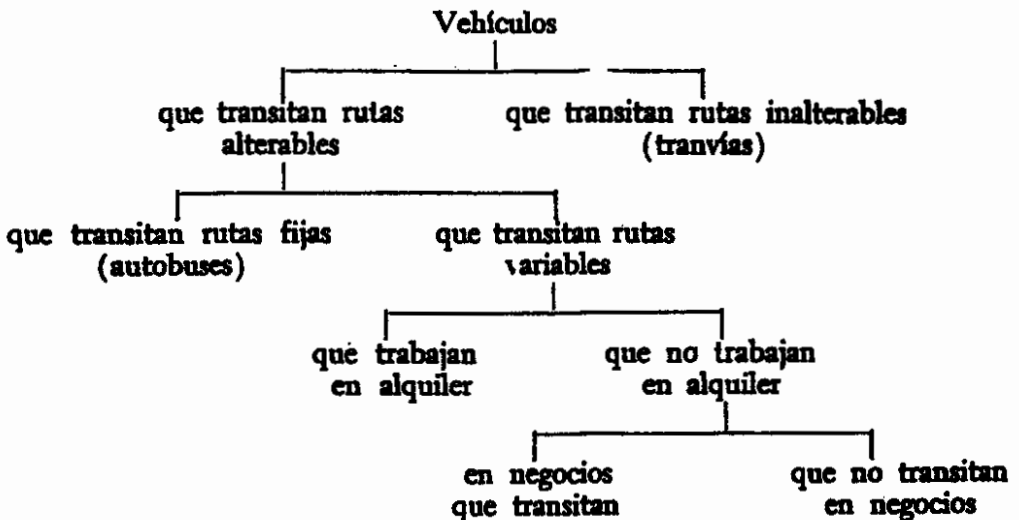 Vehículos
que transitan rutas
alterables
que transitan rutas inalterables
(tranvías)
que transitan rutas fijas
(autobuses)
que transitan rutas
variables
que trabajan
en alquiler
que no trabajan
en alquiler
en negocios
que transitan
que no transitan
en negocios